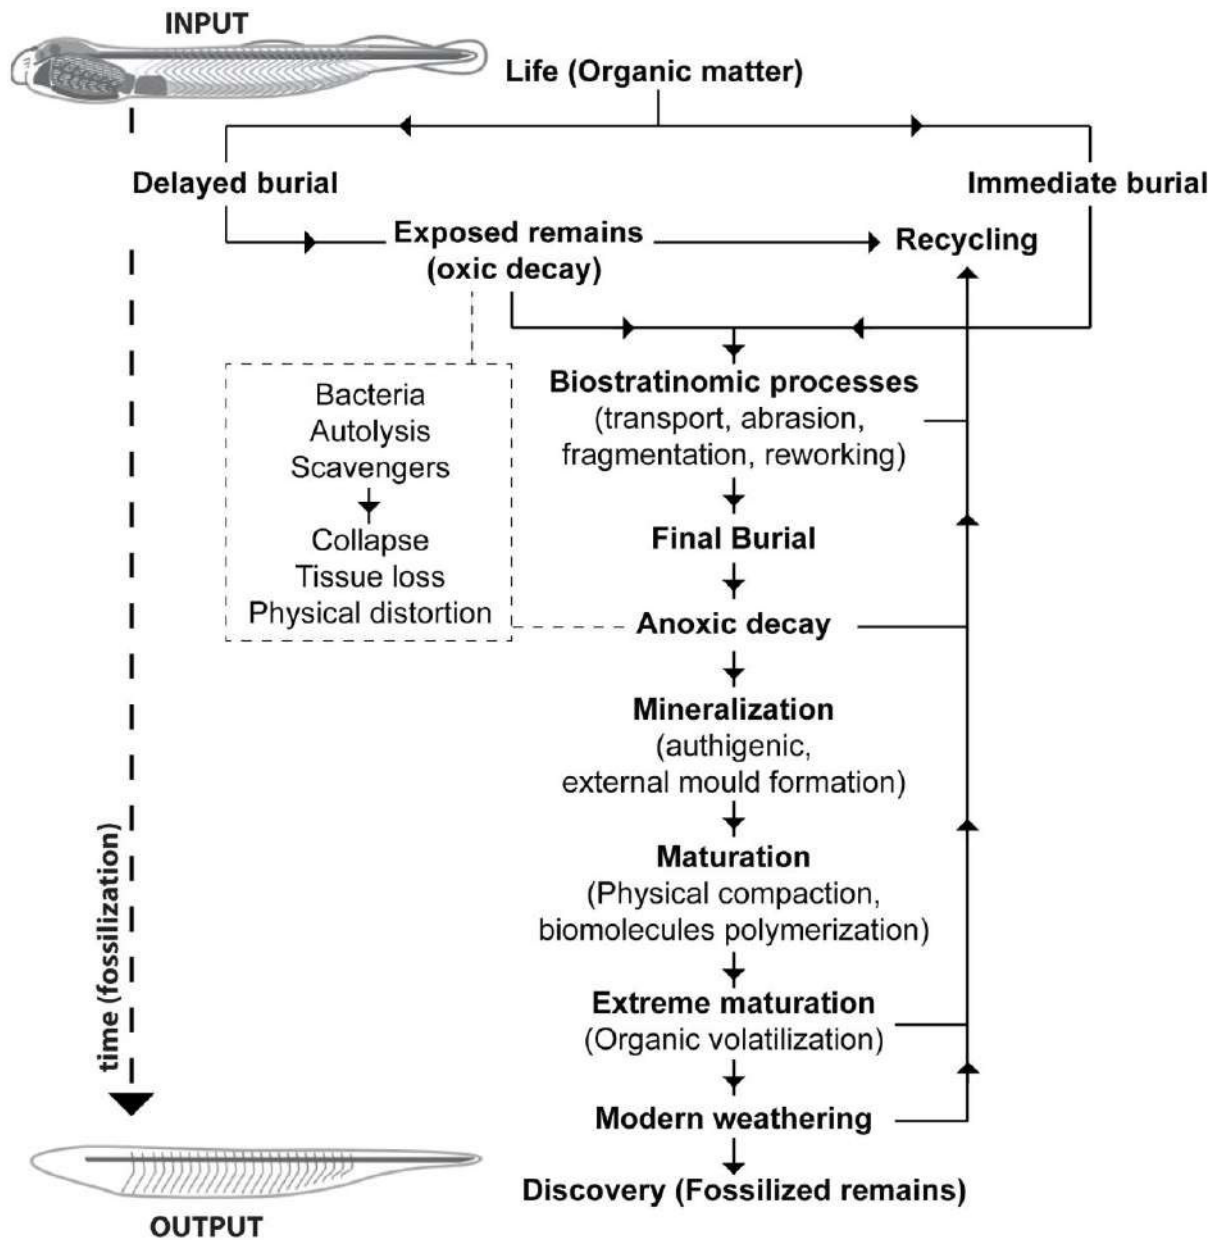 INPUT
Life (Organic matter)
Delayed burial
Immediate burial
Exposed remains
(oxic decay)
Recycling
Bacteria
Autolysis
Scavengers
Collapse
Tissue loss
Physical distortion
Biostratinomic processes
(transport, abrasion,
fragmentation, reworking)
Final Burial
Anoxic decay
Mineralization
(authigenic,
external mould formation)
Maturation
(Physical compaction,
biomolecules polymerization)
Extreme maturation
(Organic volatilization)
Modern weathering
Discovery (Fossilized remains)
time (fossilization)
OUTPUT